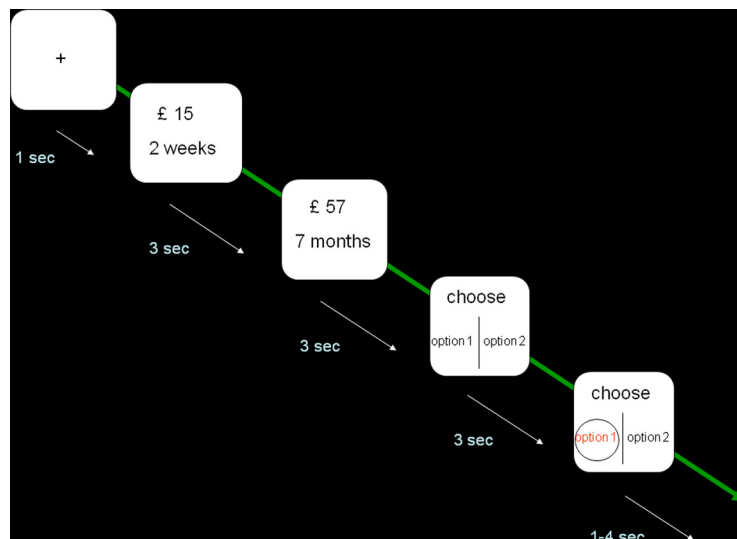 +
1 sec
£ 15
2 weeks
3 sec
£ 57
7 months
3 sec
choose
option 1 | option 2
3 sec
choose
option 1 | option 2
1-4 sec